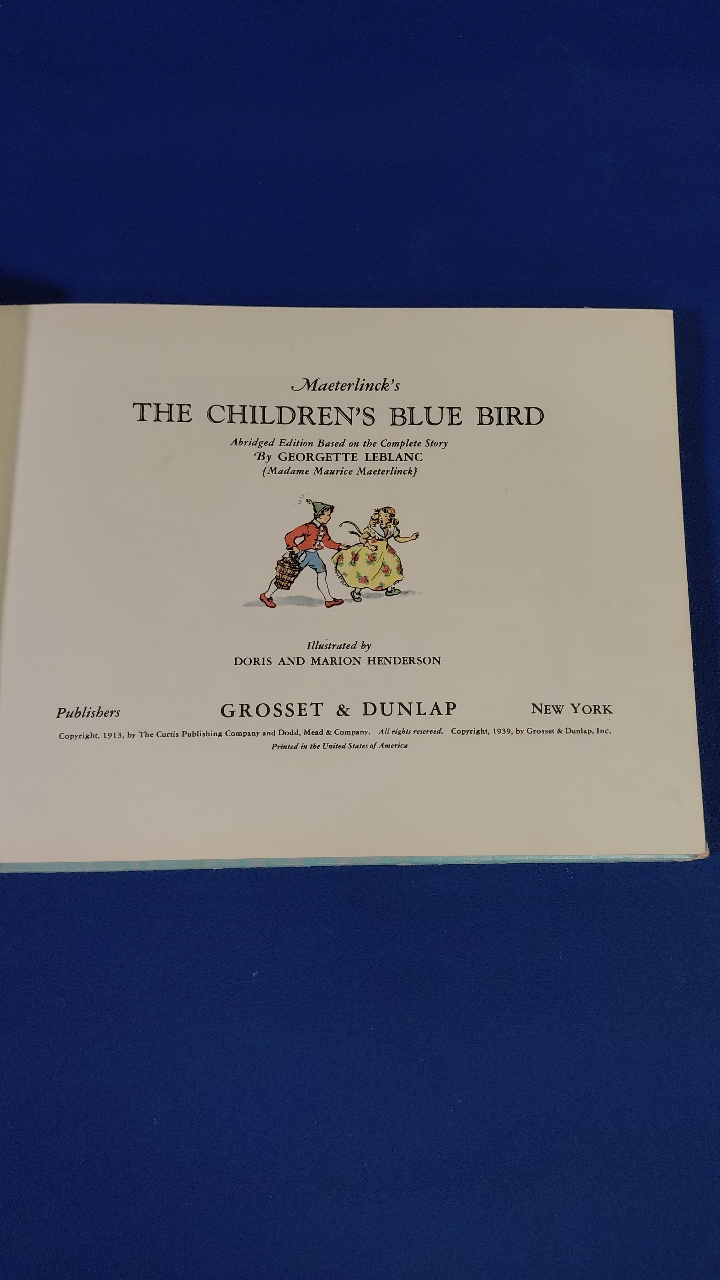 Maeterlinck's
THE CHILDREN'S BLUE BIRD
Abridged Edition Based on the Complete Story
By GEORGETTE LEBLANC
(Madame Maurice Maeterlinck)
Illustrated by
DORIS AND MARION HENDERSON
Publishers GROSSET & DUNLAP NEW YORK
Copyright, 1913, by The Curtis Publishing Company and Dodd, Mead & Company. All rights reserved. Copyright, 1939, by Grosset & Dunlap, Inc.
Printed in the United States of America